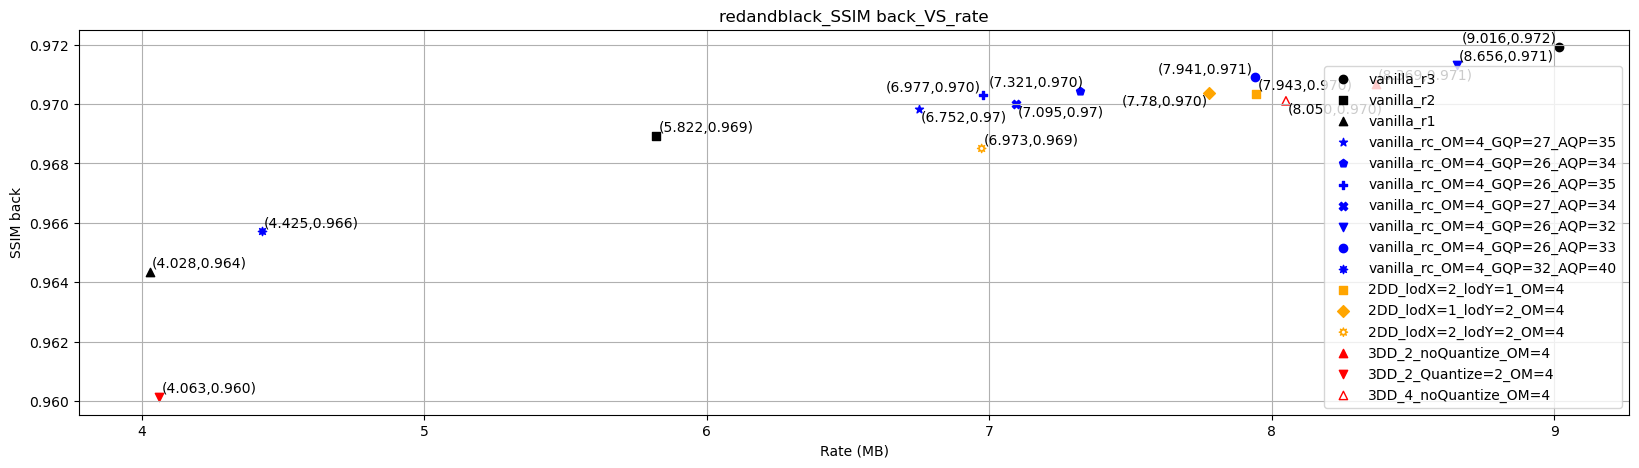 redandblack_SSIM back_VS_rate
SSIM back
0.972
0.970
0.968
0.966
0.964
0.962
0.960
(9.016,0.972)
(8.656,0.971)
(7.941,0.971)
(8.369,0.971)
(6.977,0.970)
(7.321,0.970)
(7.943,0.970)
(7.78,0.970)
(8.050,0.970)
(6.752,0.97)
(7.095,0.97)
(5.822,0.969)
(6.973,0.969)
(4.425,0.966)
(4.028,0.964)
(4.063,0.960)
vanilla_r3
vanilla_r2
vanilla_r1
vanilla_rc_OM=4_GQP=27_AQP=35
vanilla_rc_OM=4_GQP=26_AQP=34
vanilla_rc_OM=4_GQP=26_AQP=35
vanilla_rc_OM=4_GQP=27_AQP=34
vanilla_rc_OM=4_GQP=26_AQP=32
vanilla_rc_OM=4_GQP=26_AQP=33
vanilla_rc_OM=4_GQP=32_AQP=40
2DD_lodX=2_lodY=1_OM=4
2DD_lodX=1_lodY=2_OM=4
2DD_lodX=2_lodY=2_OM=4
3DD_2_noQuantize_OM=4
3DD_2_Quantize=2_OM=4
3DD_4_noQuantize_OM=4
4
5
6
7
8
9
Rate (MB)